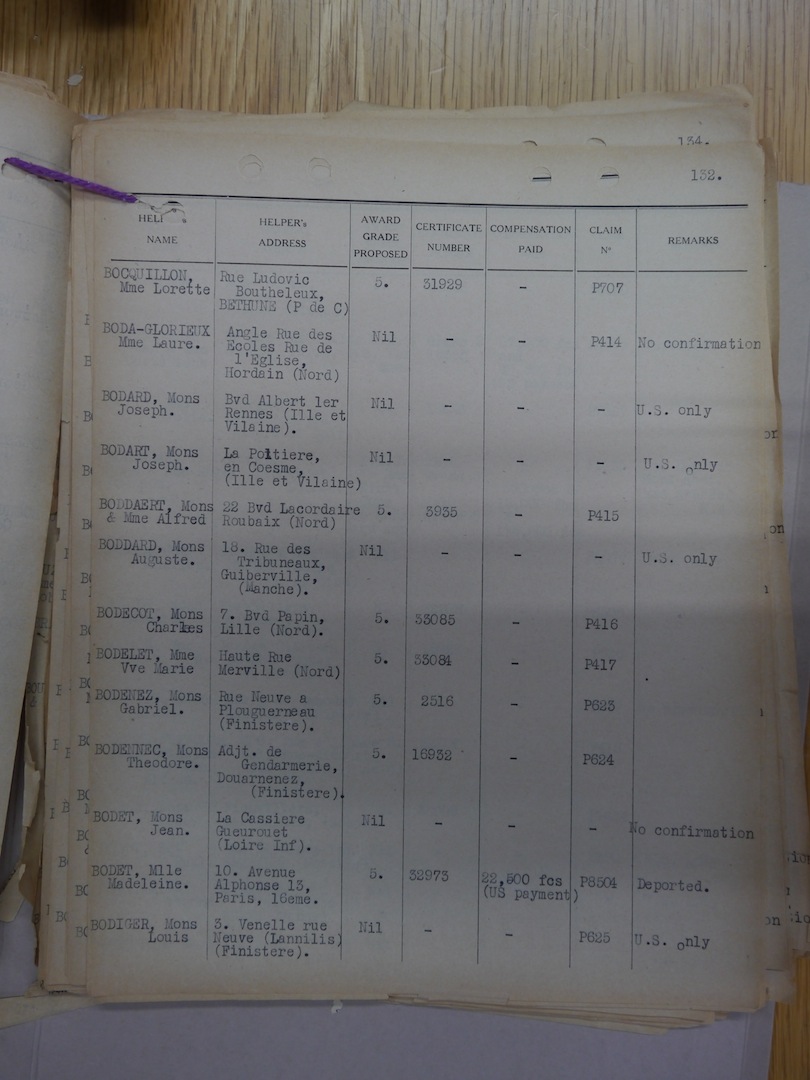 134.
132.
HELPER's NAME
HELPER's ADDRESS
AWARD GRADE PROPOSED
CERTIFICATE NUMBER
COMPENSATION PAID
CLAIM Nº
REMARKS
BOCQUILLON, Rue Ludovic 5. 31929 - P707
Mme Lorette Boutheleux,
BETHUNE (P de C)
BODA-GLORIEUX Angle Rue des Nil - - P414 No confirmation
Mme Laure. Ecoles Rue de
l'Eglise,
Hordain (Nord)
BODARD, Mons Bvd Albert 1er Nil - - - U.S. only
Joseph. Rennes (Ille et
Vilaine).
BODART, Mons La Poltiere, Nil - - - U.S. only
Joseph. en Coesme,
(Ille et Vilaine)
BODDAERT, Mons 22 Bvd Lacordaire 5. 3935 - P415
& Mme Alfred Roubaix (Nord)
BODDARD, Mons 18. Rue des Nil - - - U.S. only
Auguste. Tribuneaux,
Guiberville,
(Manche).
BODECOT, Mons 7. Bvd Papin, 5. 33085 - P416
Charles Lille (Nord).
BODELET, Mme Haute Rue 5. 33084 - P417
Vve Marie Merville (Nord)
BODENEZ, Mons Rue Neuve a 5. 2516 - P623
Gabriel. Plouguerneau
(Finistere).
BODENNEC, Mons Adjt. de 5. 16932 - P624
Theodore. Gendarmerie,
Douarnenez,
(Finistere).
BODET, Mons La Cassiere Nil - - - No confirmation
Jean. Gueurouet
(Loire Inf).
BODET, Mlle 10. Avenue 5. 32973 22,500 fcs P8504 Deported.
Madeleine. Alphonse 13, (US payment)
Paris, 16eme.
BODIGER, Mons 3. Venelle rue Nil - - P625 U.S. only
Louis Neuve (Lannilis)
(Finistere).